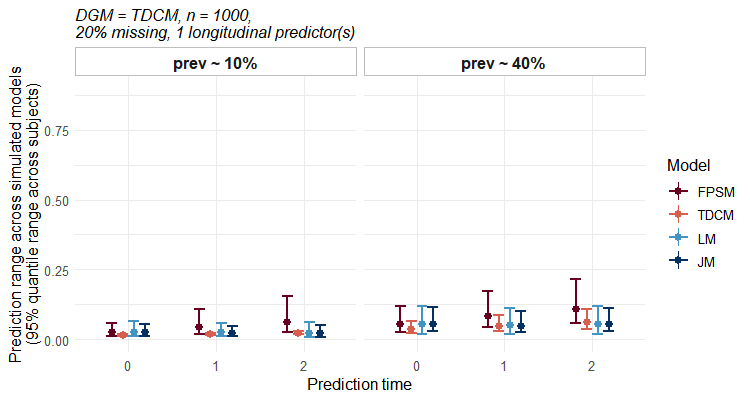 DGM = TDCM, n = 1000,
20% missing, 1 longitudinal predictor(s)
prev ~ 10%
prev ~ 40%
Prediction range across simulated models
(95% quantile range across subjects)
0.75
0.50
0.25
0.00
0
1
2
0
1
2
Prediction time
Model
FPSM
TDCM
LM
JM